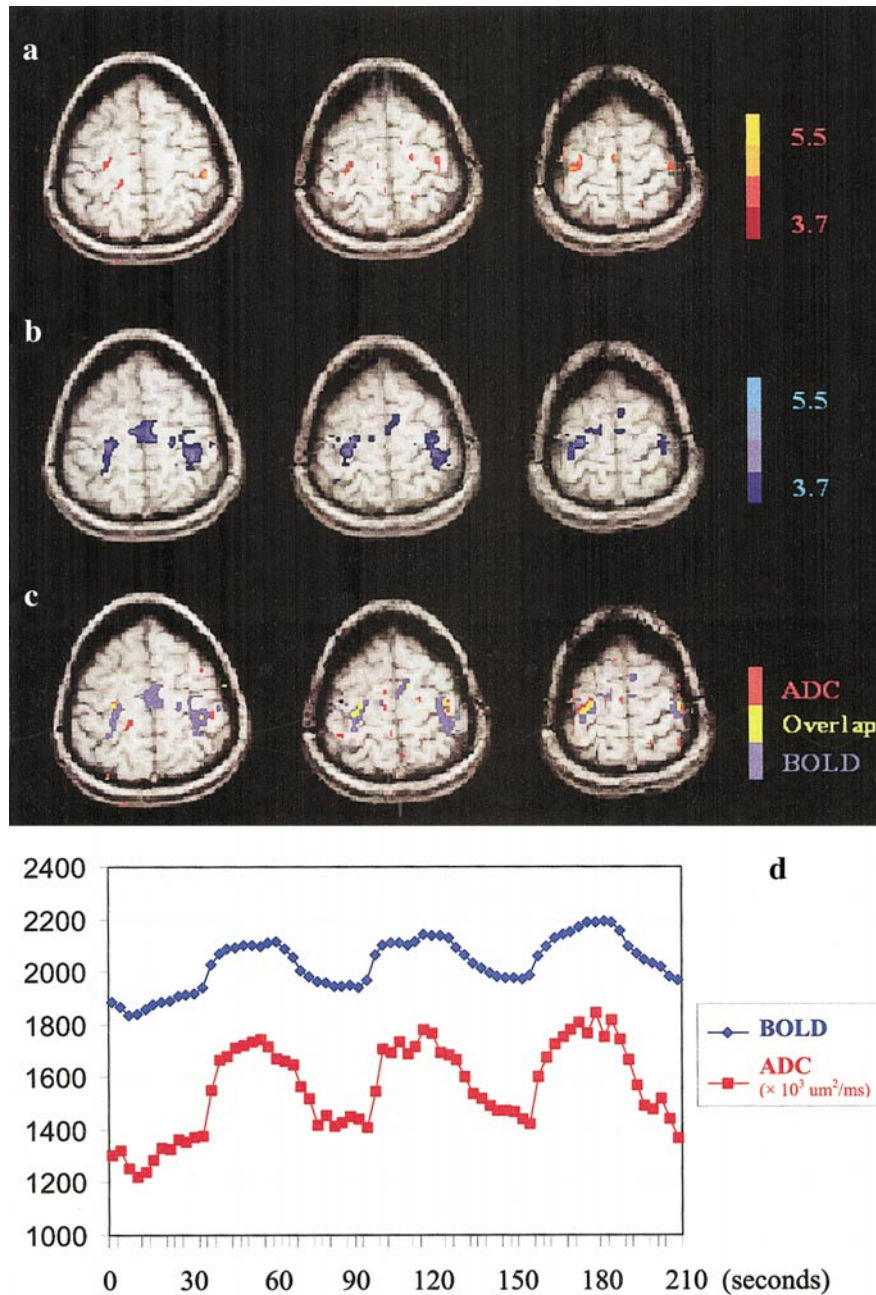 a
5.5
3.7
b
5.5
3.7
c
ADC
Overlap
BOLD
d
2400
2200
2000
1800
1600
1400
1200
1000
0 30 60 90 120 150 180 210 (seconds)
BOLD
ADC
(× 10³ um²/ms)